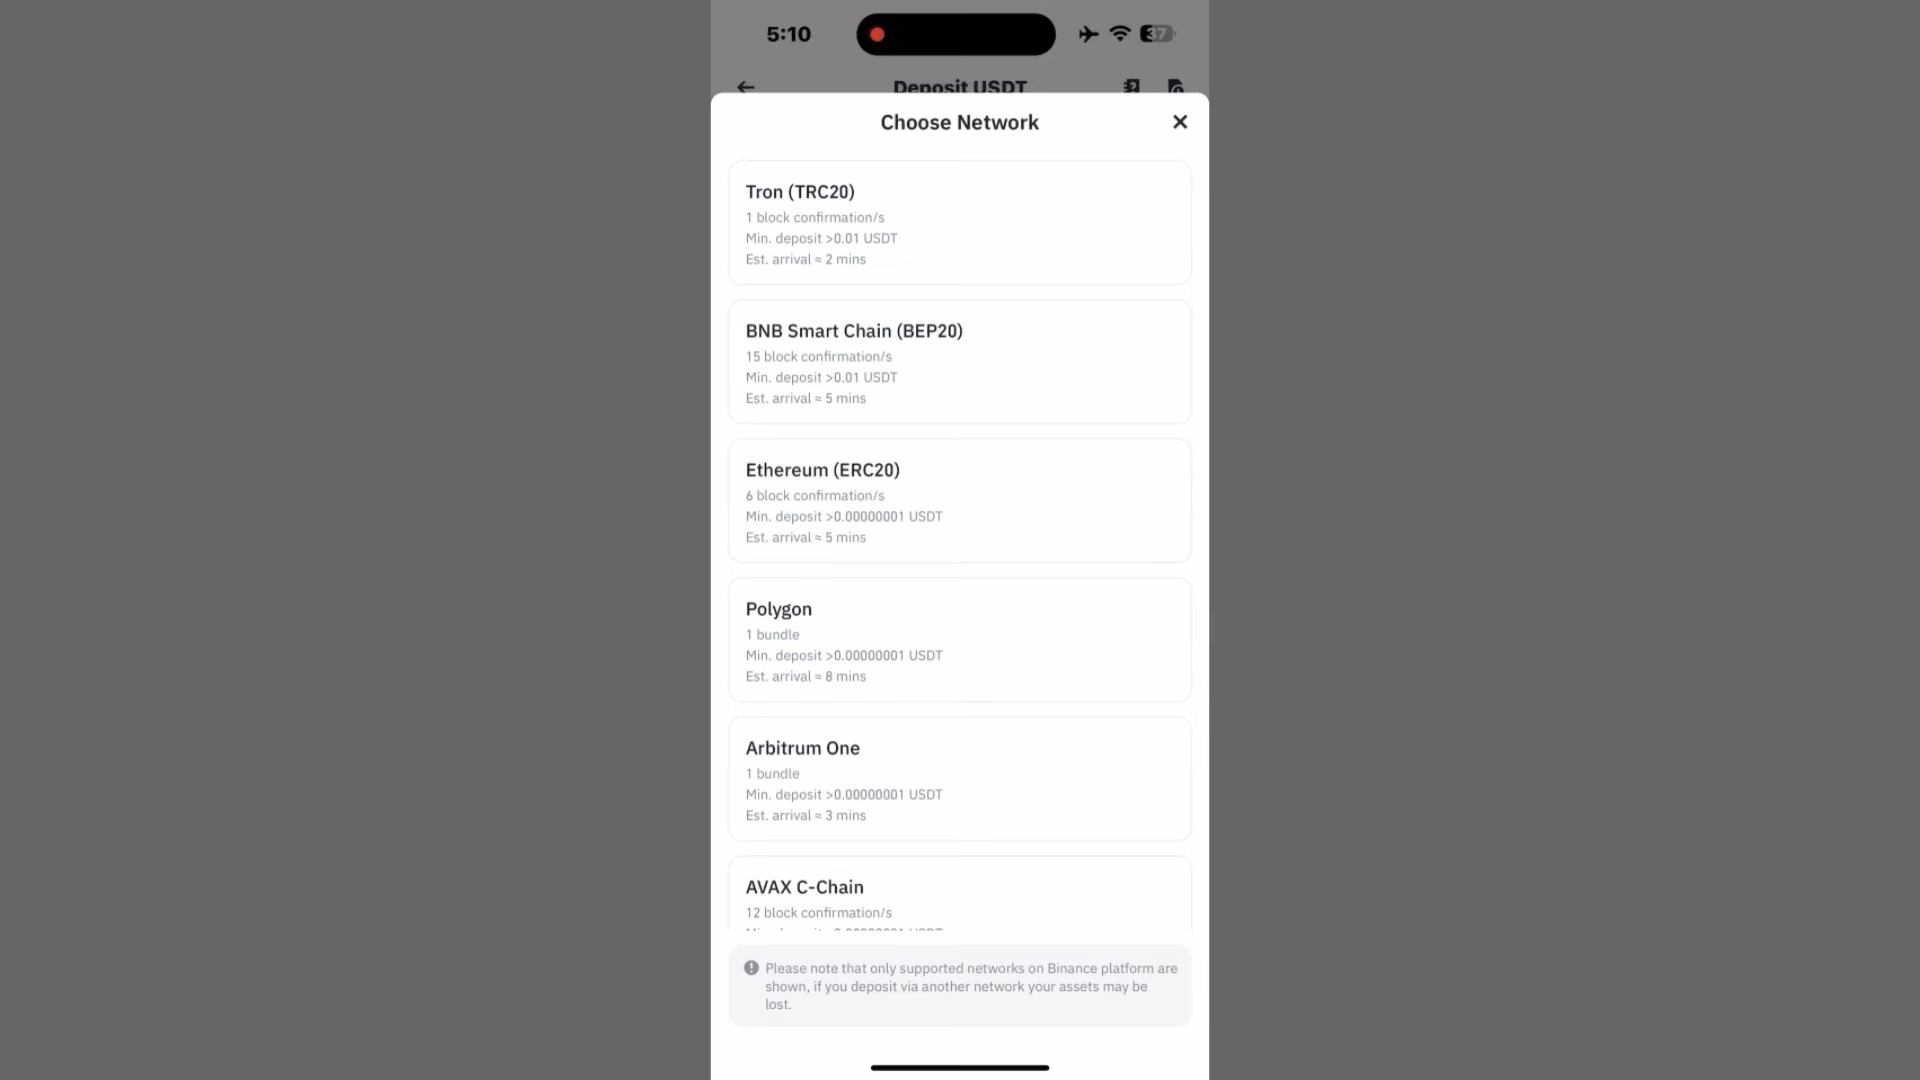 5:10
37
Deposit USDT
Choose Network
Tron (TRC20)
1 block confirmation/s
Min. deposit >0.01 USDT
Est. arrival ≈ 2 mins
BNB Smart Chain (BEP20)
15 block confirmation/s
Min. deposit >0.01 USDT
Est. arrival ≈ 5 mins
Ethereum (ERC20)
6 block confirmation/s
Min. deposit >0.00000001 USDT
Est. arrival ≈ 5 mins
Polygon
1 bundle
Min. deposit >0.00000001 USDT
Est. arrival ≈ 8 mins
Arbitrum One
1 bundle
Min. deposit >0.00000001 USDT
Est. arrival ≈ 3 mins
AVAX C-Chain
12 block confirmation/s
Please note that only supported networks on Binance platform are
shown, if you deposit via another network your assets may be
lost.